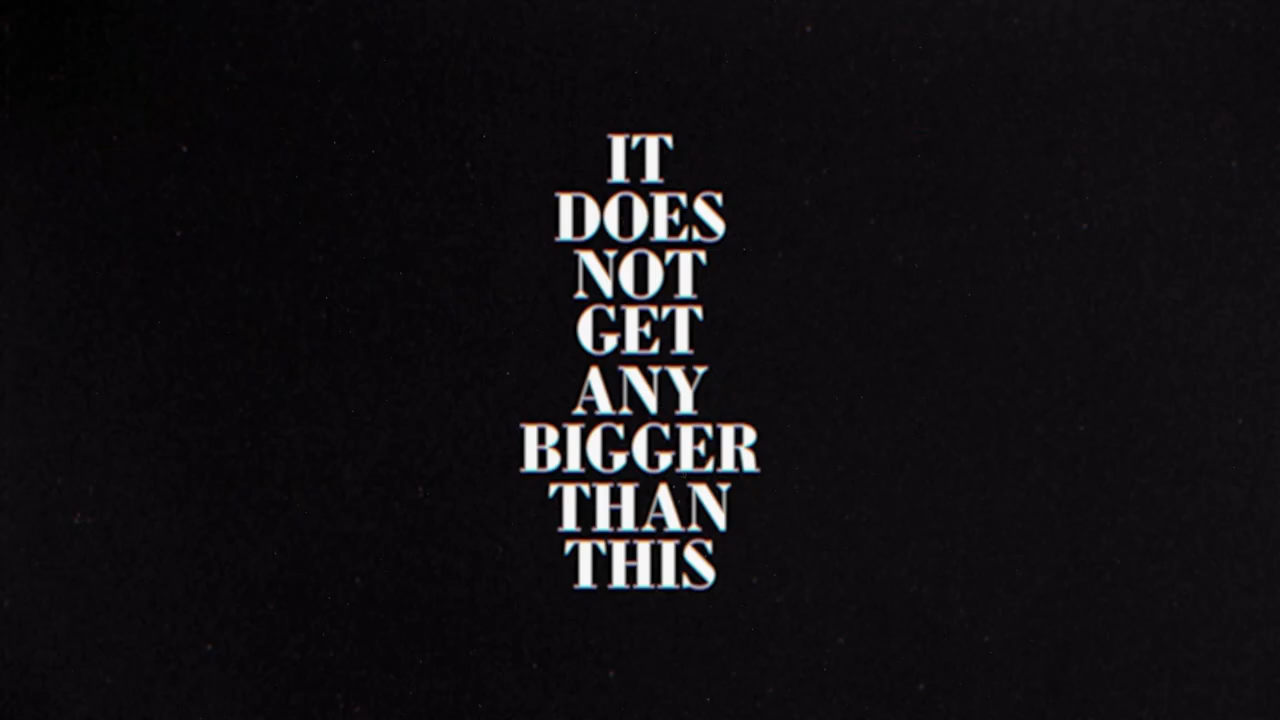 IT
DOES
NOT
GET
ANY
BIGGER
THAN
THIS